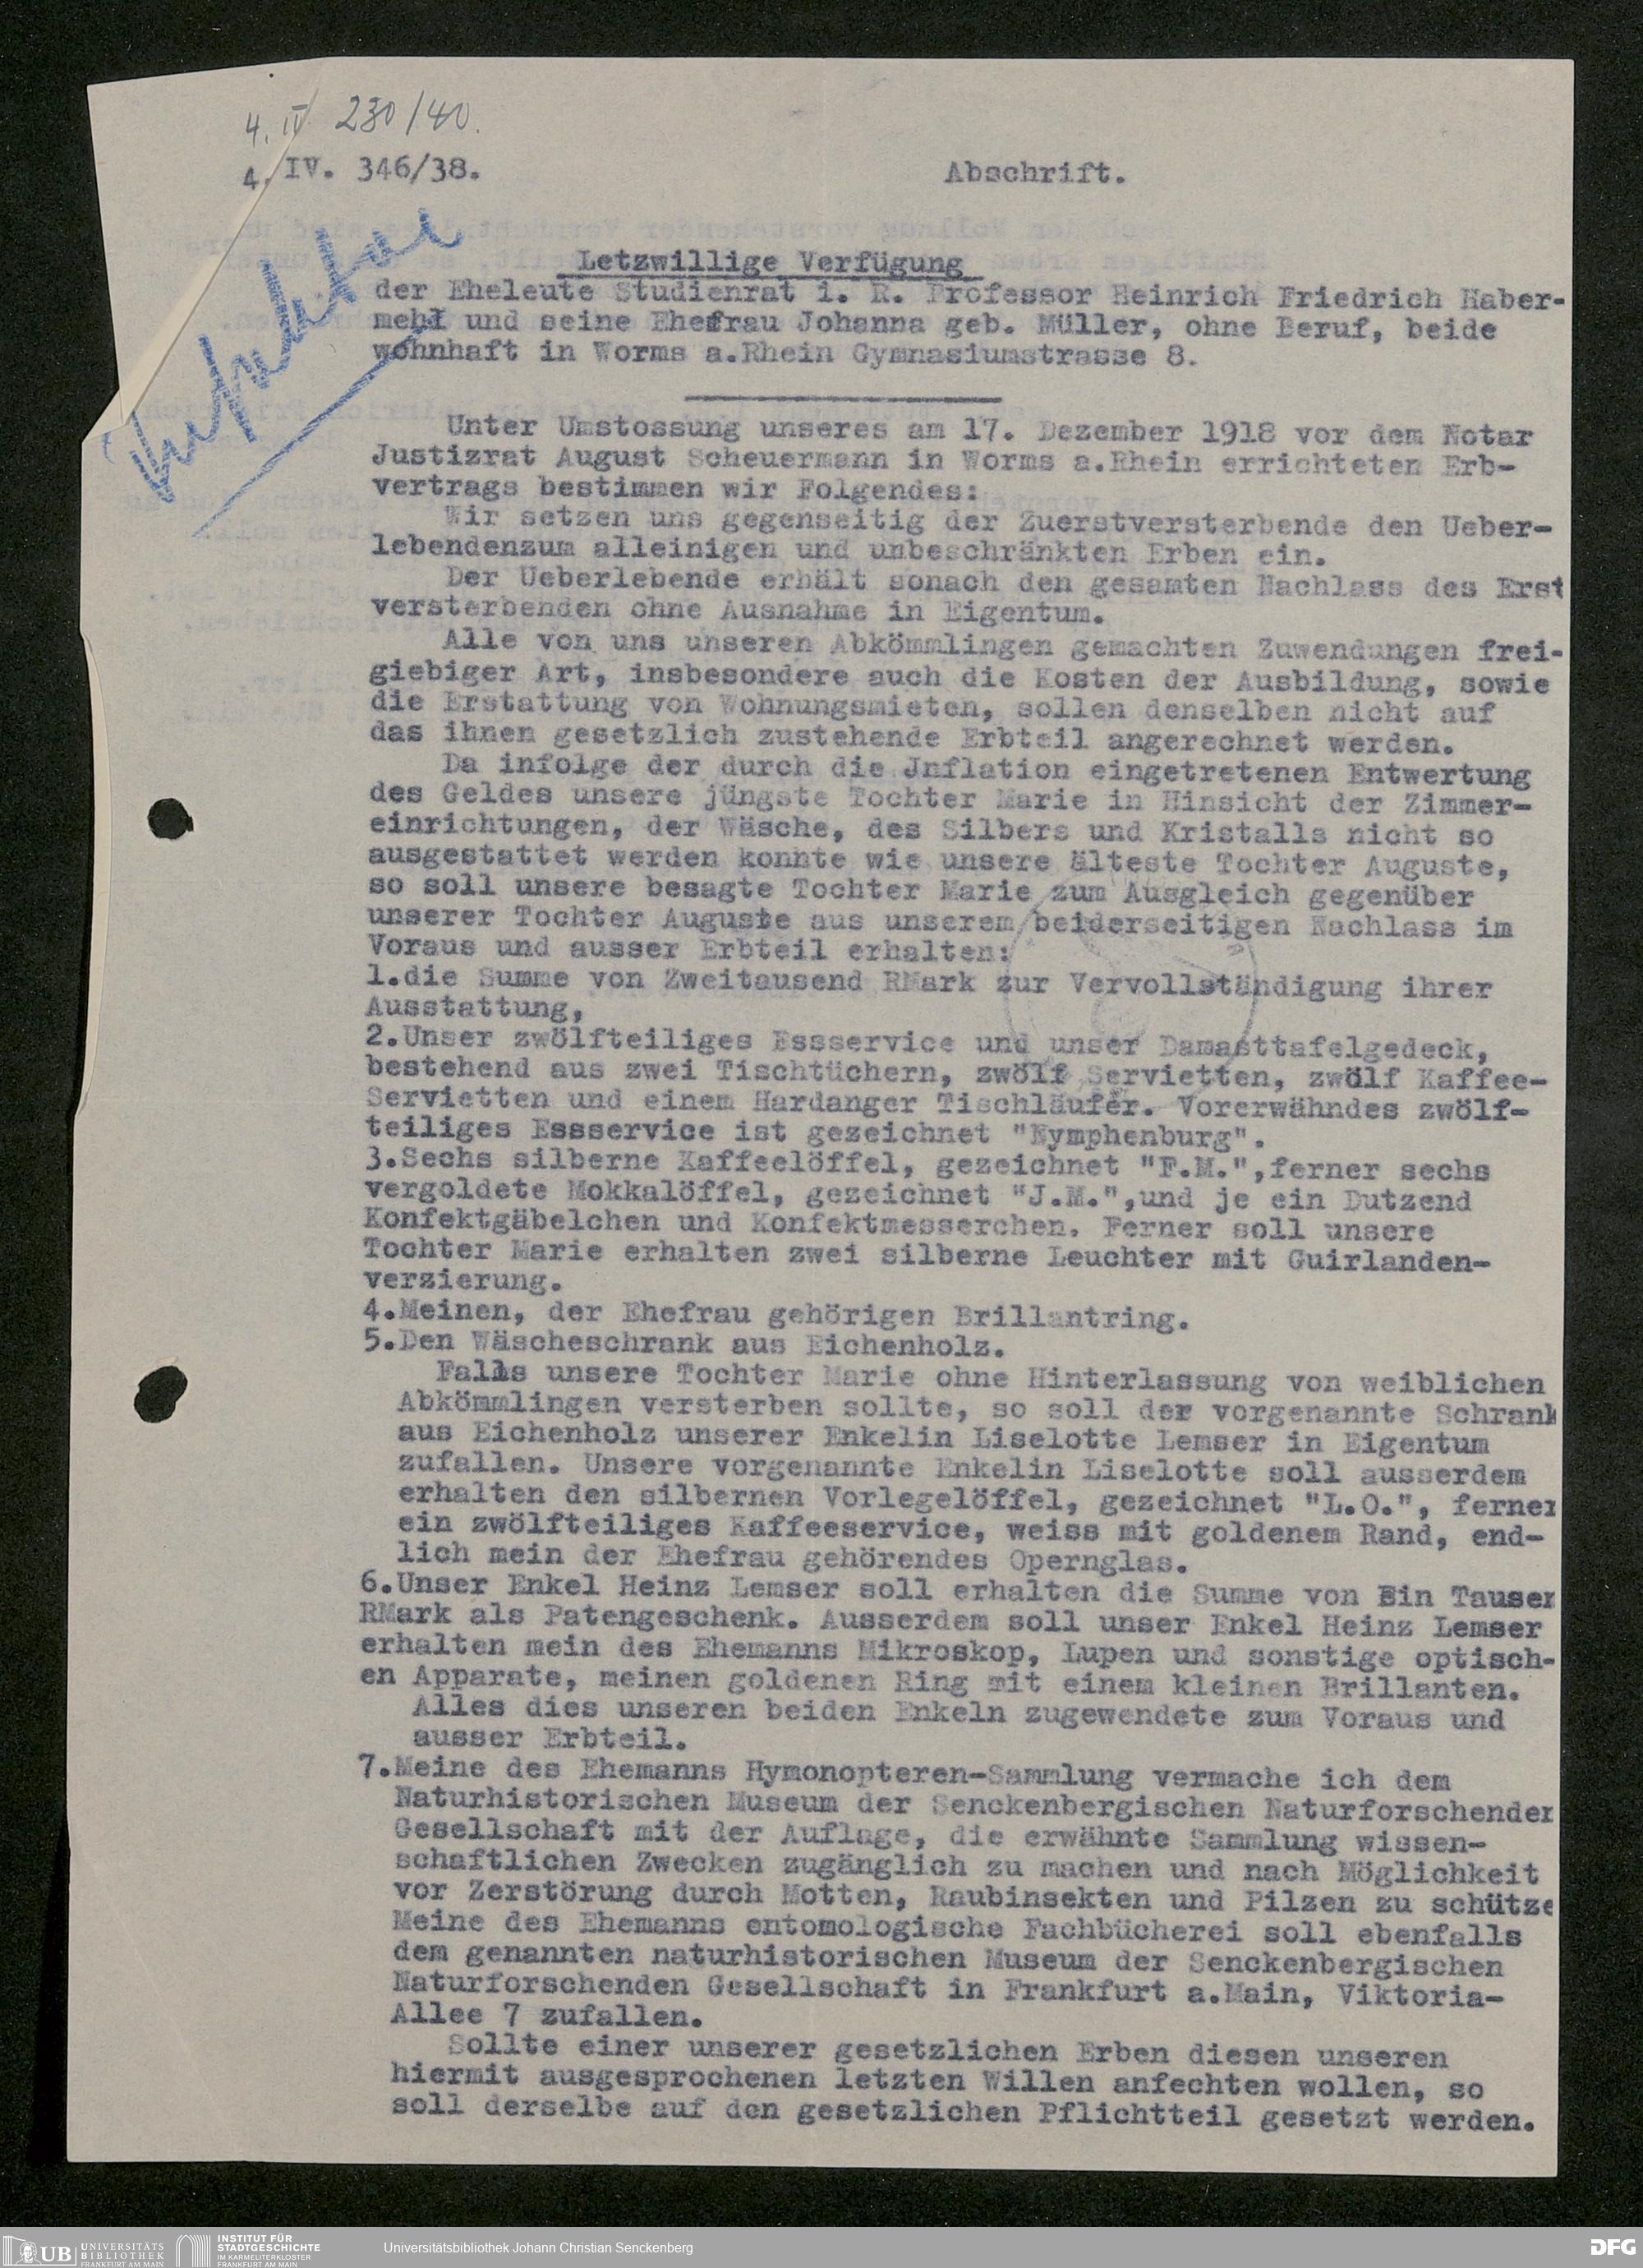 4. IV 230/40.
4. IV. 346/38.
Abschrift.
Letzwillige Verfügung
der Eheleute Studienrat i. R. Professor Heinrich Friedrich Haber-
mehl und seine Ehefrau Johanna geb. Müller, ohne Beruf, beide
wohnhaft in Worms a.Rhein Gymnasiumstrasse 8.
Unter Umstossung unseres am 17. Dezember 1918 vor dem Notar
Justizrat August Scheuermann in Worms a.Rhein errichteten Erb-
vertrags bestimmen wir Folgendes:
Wir setzen uns gegenseitig der Zuerstversterbende den Ueber-
lebendenzum alleinigen und unbeschränkten Erben ein.
Der Ueberlebende erhält sonach den gesamten Nachlass des Erst
versterbenden ohne Ausnahme in Eigentum.
Alle von uns unseren Abkömmlingen gemachten Zuwendungen frei-
giebiger Art, insbesondere auch die Kosten der Ausbildung, sowie
die Erstattung von Wohnungsmieten, sollen denselben nicht auf
das ihnen gesetzlich zustehende Erbteil angerechnet werden.
Da infolge der durch die Jnflation eingetretenen Entwertung
des Geldes unsere jüngste Tochter Marie in Hinsicht der Zimmer-
einrichtungen, der Wäsche, des Silbers und Kristalls nicht so
ausgestattet werden konnte wie unsere älteste Tochter Auguste,
so soll unsere besagte Tochter Marie zum Ausgleich gegenüber
unserer Tochter Auguste aus unserem beiderseitigen Nachlass im
Voraus und ausser Erbteil erhalten:
1.die Summe von Zweitausend RMark zur Vervollständigung ihrer
Ausstattung,
2.Unser zwölfteiliges Essservice und unser Damasttafelgedeck,
bestehend aus zwei Tischtüchern, zwölf Servietten, zwölf Kaffee-
Servietten und einem Hardanger Tischläufer. Vorerwähndes zwölf-
teiliges Essservice ist gezeichnet "Nymphenburg".
3.Sechs silberne Kaffeelöffel, gezeichnet "F.M.",ferner sechs
vergoldete Mokkalöffel, gezeichnet "J.M.",und je ein Dutzend
Konfektgäbelchen und Konfektmesserchen. Ferner soll unsere
Tochter Marie erhalten zwei silberne Leuchter mit Guirlanden-
verzierung.
4.Meinen, der Ehefrau gehörigen Brillantring.
5.Den Wäscheschrank aus Eichenholz.
Falls unsere Tochter Marie ohne Hinterlassung von weiblichen
Abkömmlingen versterben sollte, so soll der vorgenannte Schrank
aus Eichenholz unserer Enkelin Liselotte Lemser in Eigentum
zufallen. Unsere vorgenannte Enkelin Liselotte soll ausserdem
erhalten den silbernen Vorlegelöffel, gezeichnet "L.O.", ferner
ein zwölfteiliges Kaffeeservice, weiss mit goldenem Rand, end-
lich mein der Ehefrau gehörendes Opernglas.
6.Unser Enkel Heinz Lemser soll erhalten die Summe von Ein Tausen
RMark als Patengeschenk. Ausserdem soll unser Enkel Heinz Lemser
erhalten mein des Ehemanns Mikroskop, Lupen und sonstige optisch-
en Apparate, meinen goldenen Ring mit einem kleinen Brillanten.
Alles dies unseren beiden Enkeln zugewendete zum Voraus und
ausser Erbteil.
7.Meine des Ehemanns Hymonopteren-Sammlung vermache ich dem
Naturhistorischen Museum der Senckenbergischen Naturforschenden
Gesellschaft mit der Auflage, die erwähnte Sammlung wissen-
schaftlichen Zwecken zugänglich zu machen und nach Möglichkeit
vor Zerstörung durch Motten, Raubinsekten und Pilzen zu schütze
Meine des Ehemanns entomologische Fachbücherei soll ebenfalls
dem genannten naturhistorischen Museum der Senckenbergischen
Naturforschenden Gesellschaft in Frankfurt a.Main, Viktoria-
Allee 7 zufallen.
Sollte einer unserer gesetzlichen Erben diesen unseren
hiermit ausgesprochenen letzten Willen anfechten wollen, so
soll derselbe auf den gesetzlichen Pflichtteil gesetzt werden.
UB UNIVERSITÄTS
BIBLIOTHEK
FRANKFURT AM MAIN
INSTITUT FÜR
STADTGESCHICHTE
IM KARMELITERKLOSTER
FRANKFURT AM MAIN
Universitätsbibliothek Johann Christian Senckenberg
DFG